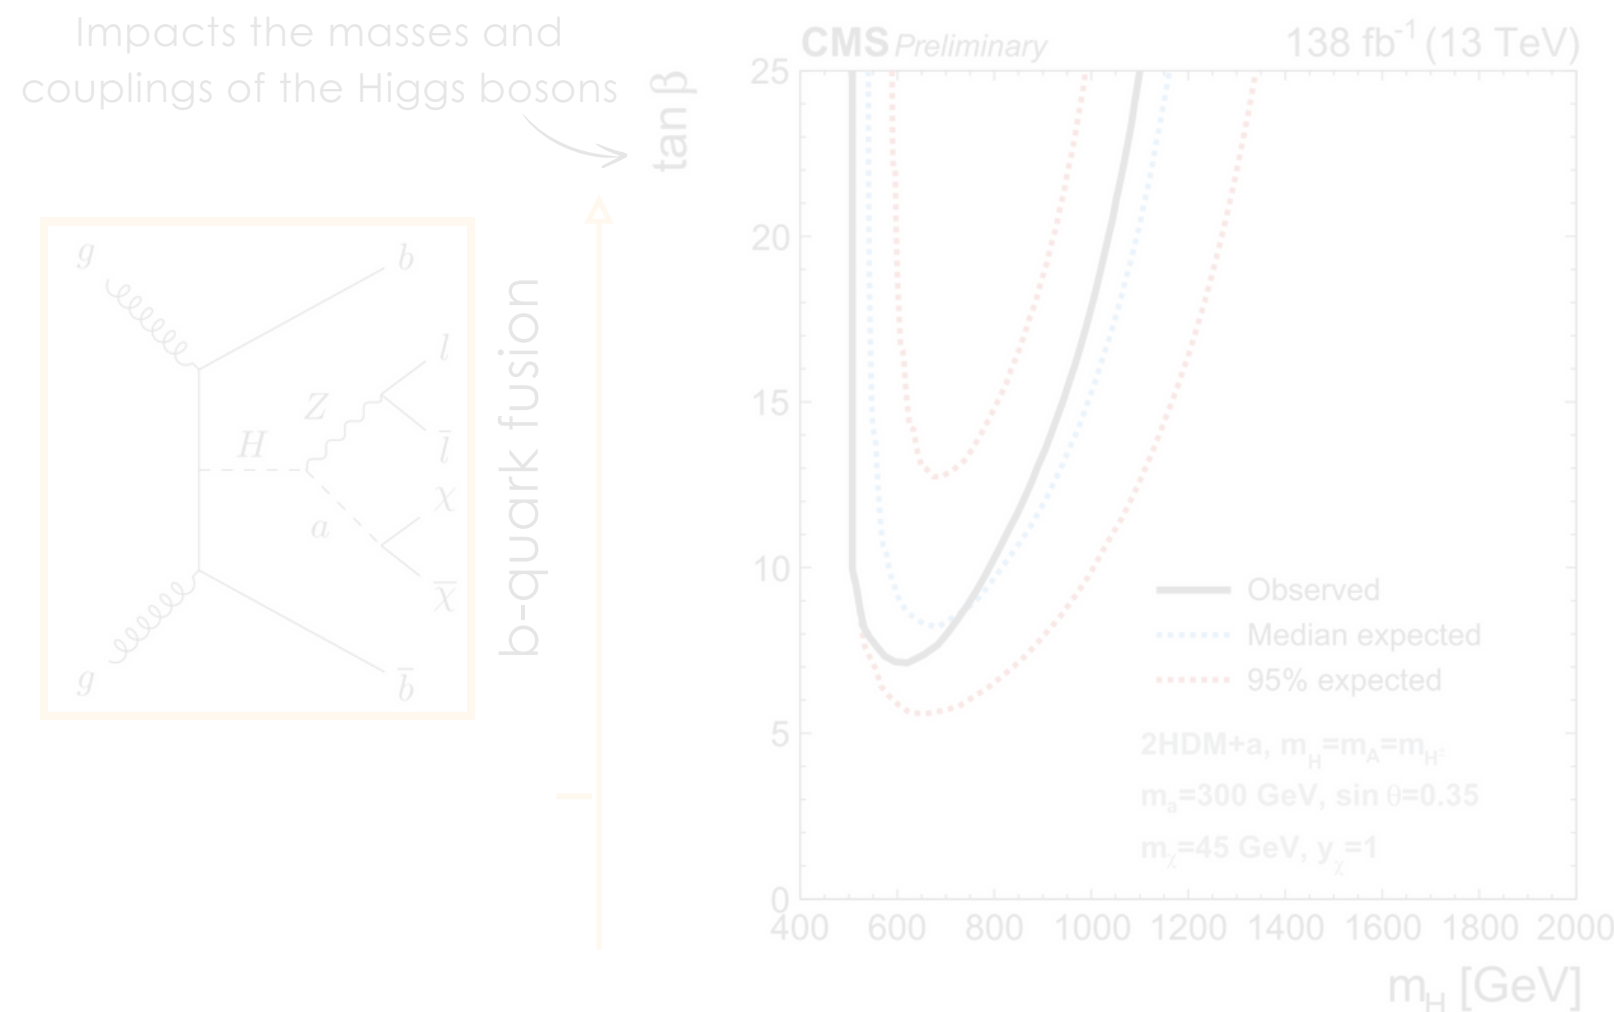 Impacts the masses and
couplings of the Higgs bosons
g
b
l
Z
H
l̄
χ
a
χ̄
g
b̄
b-quark fusion
CMS Preliminary
138 fb⁻¹ (13 TeV)
tan β
25
20
15
10
5
0
Observed
Median expected
95% expected
2HDM+a, m_H=m_A=m_H±
m_a=300 GeV, sin θ=0.35
m_χ=45 GeV, y_χ=1
400 600 800 1000 1200 1400 1600 1800 2000
m_H [GeV]